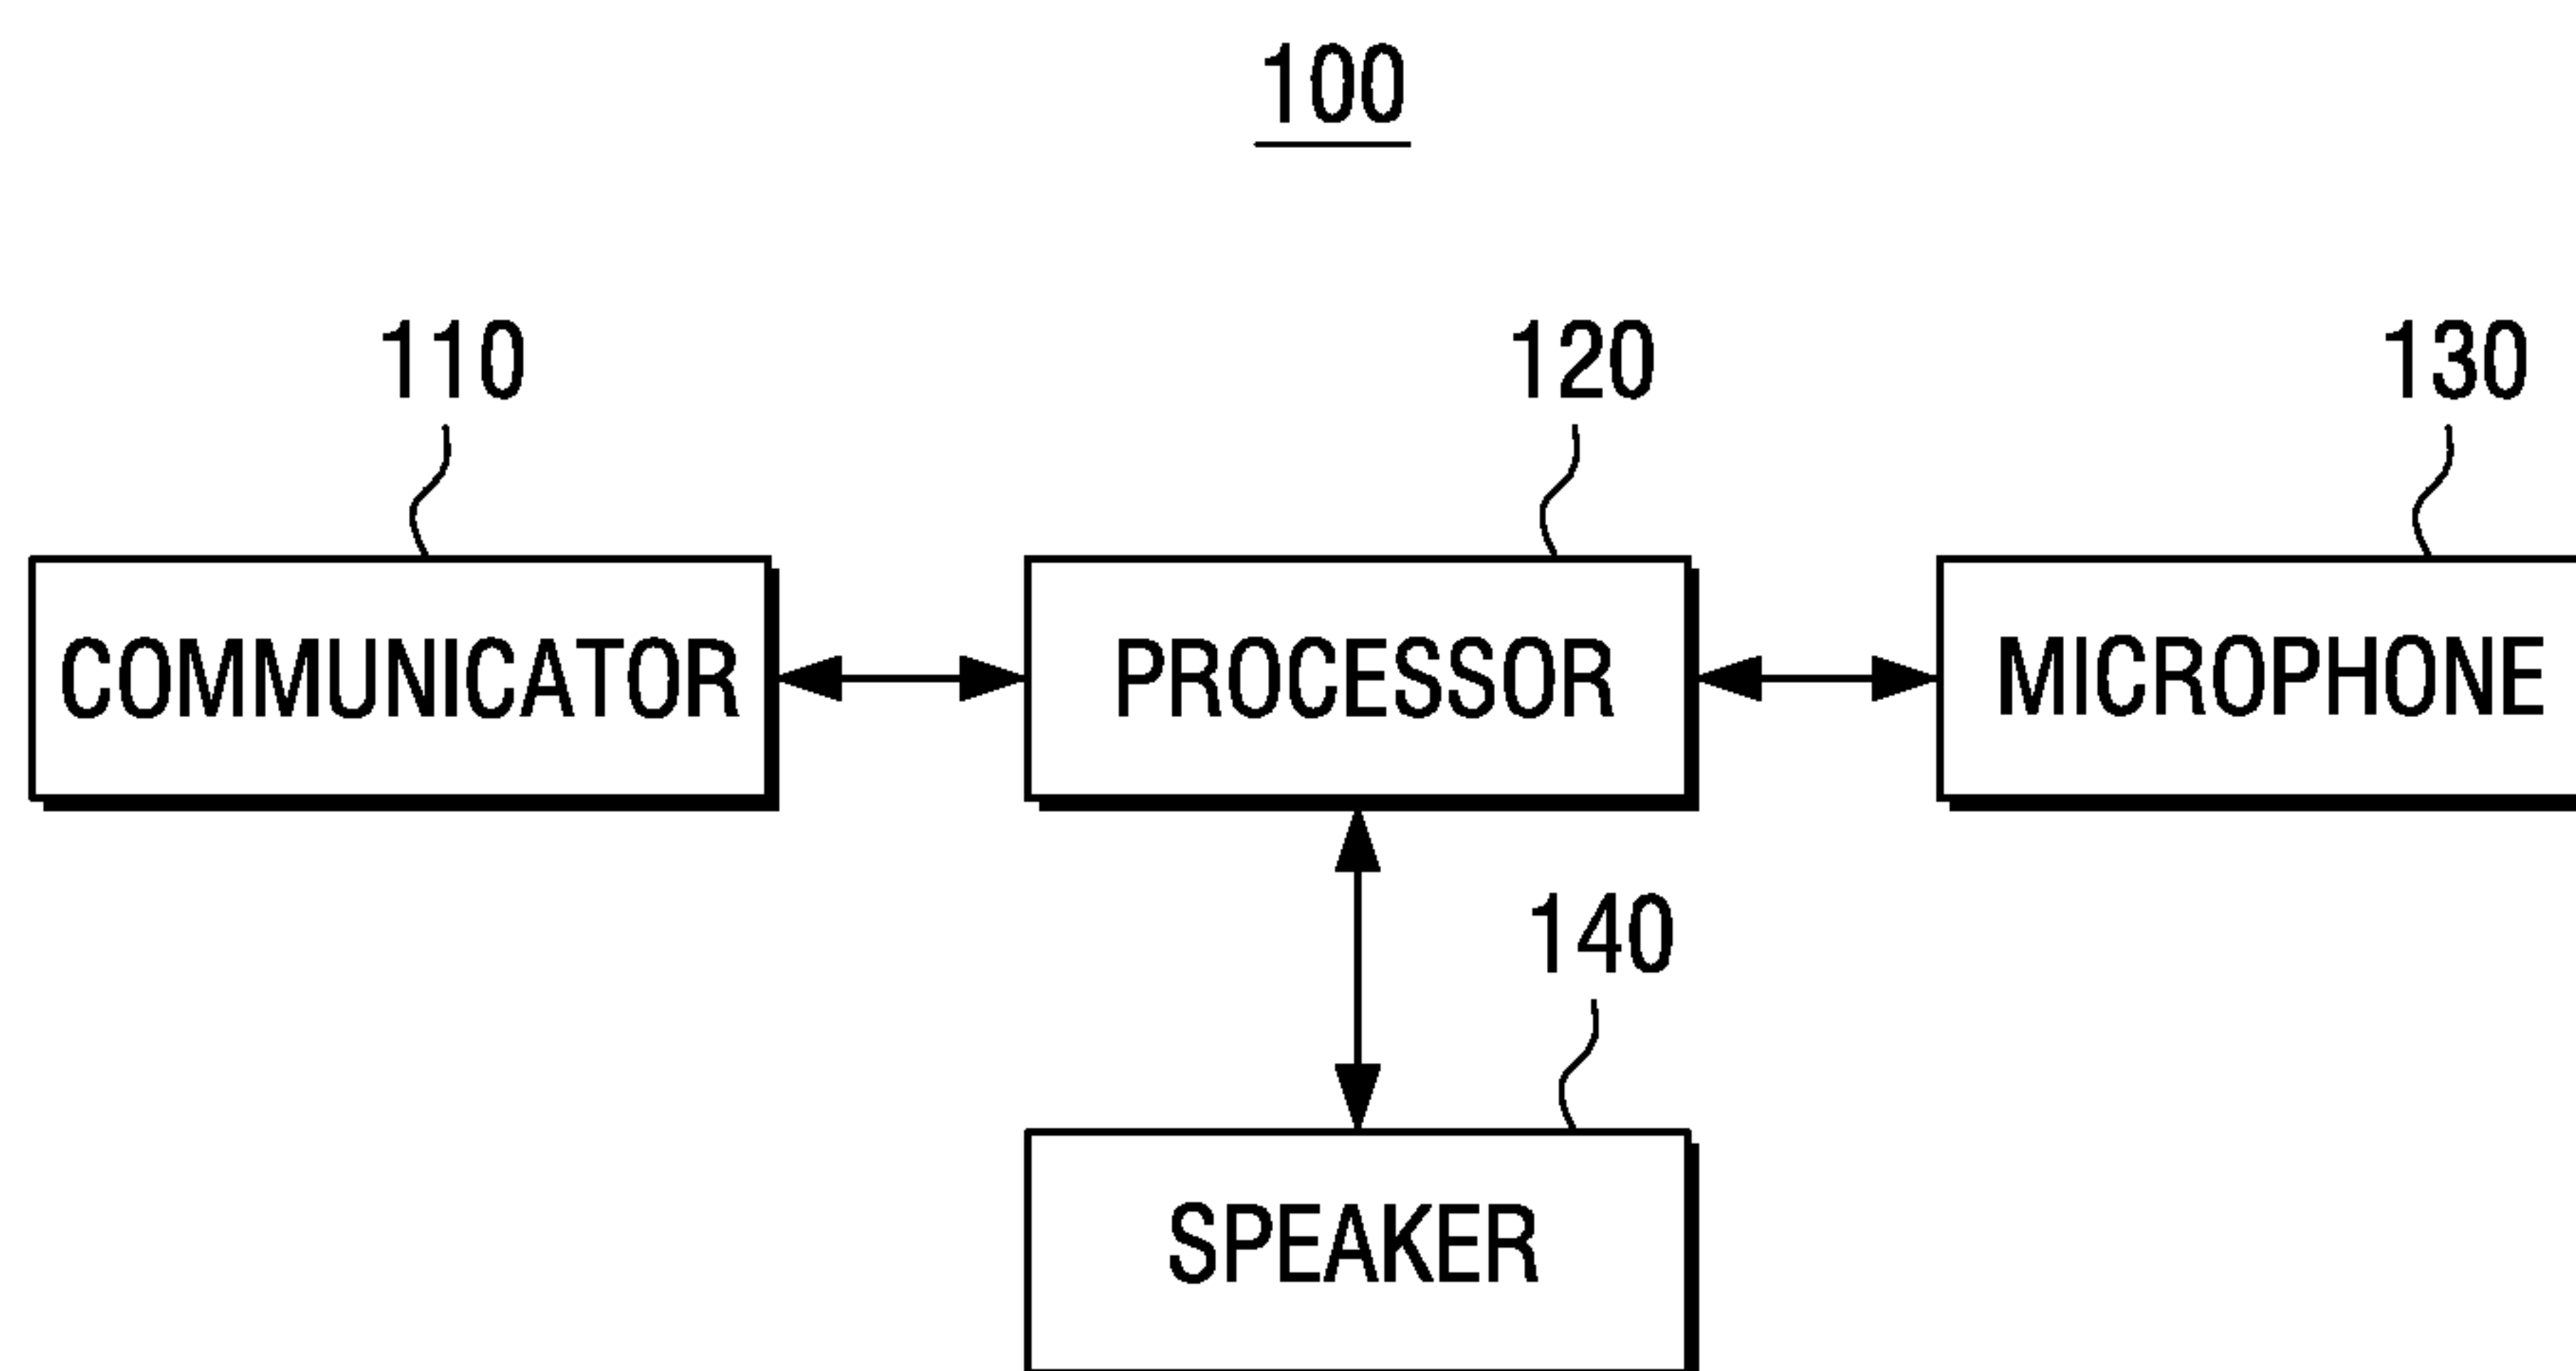 100
110
120
130
COMMUNICATOR
PROCESSOR
MICROPHONE
140
SPEAKER